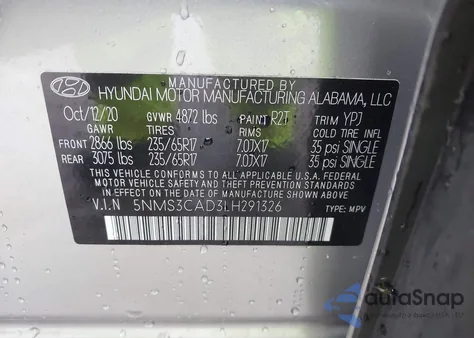 MANUFACTURED BY
HYUNDAI MOTOR MANUFACTURING ALABAMA, LLC
Oct/12/20 GVWR 4872 lbs PAINT R2T TRIM YPJ
GAWR TIRES RIMS COLD TIRE INFL
FRONT 2866 lbs 235/65R17 7.0JX17 35 psi SINGLE
REAR 3075 lbs 235/65R17 7.0JX17 35 psi SINGLE
THIS VEHICLE CONFORMS TO ALL APPLICABLE U.S. FEDERAL
MOTOR VEHICLE SAFETY AND THEFT PREVENTION STANDARDS
IN EFFECT ON THE DATE OF MANUFACTURE SHOWN ABOVE.
V.I.N 5NMS3CAD3LH291326 TYPE: MPV
autoSnap